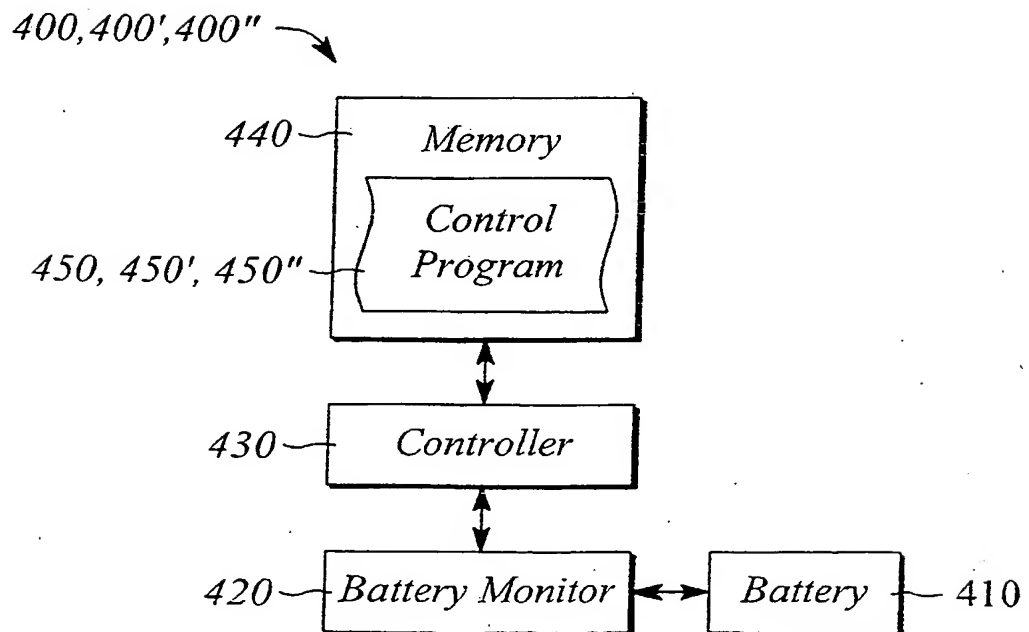 400, 400', 400"
440
Memory
Control
Program
450, 450', 450"
430
Controller
420
Battery Monitor
Battery
410